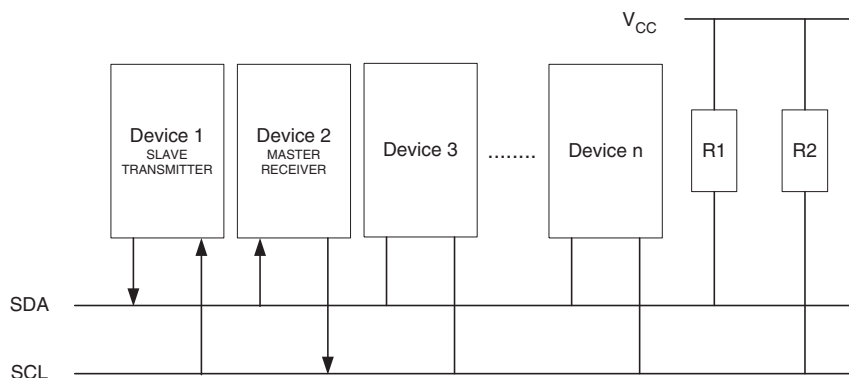 V_CC
Device 1
SLAVE
TRANSMITTER
Device 2
MASTER
RECEIVER
Device 3
........
Device n
R1
R2
SDA
SCL